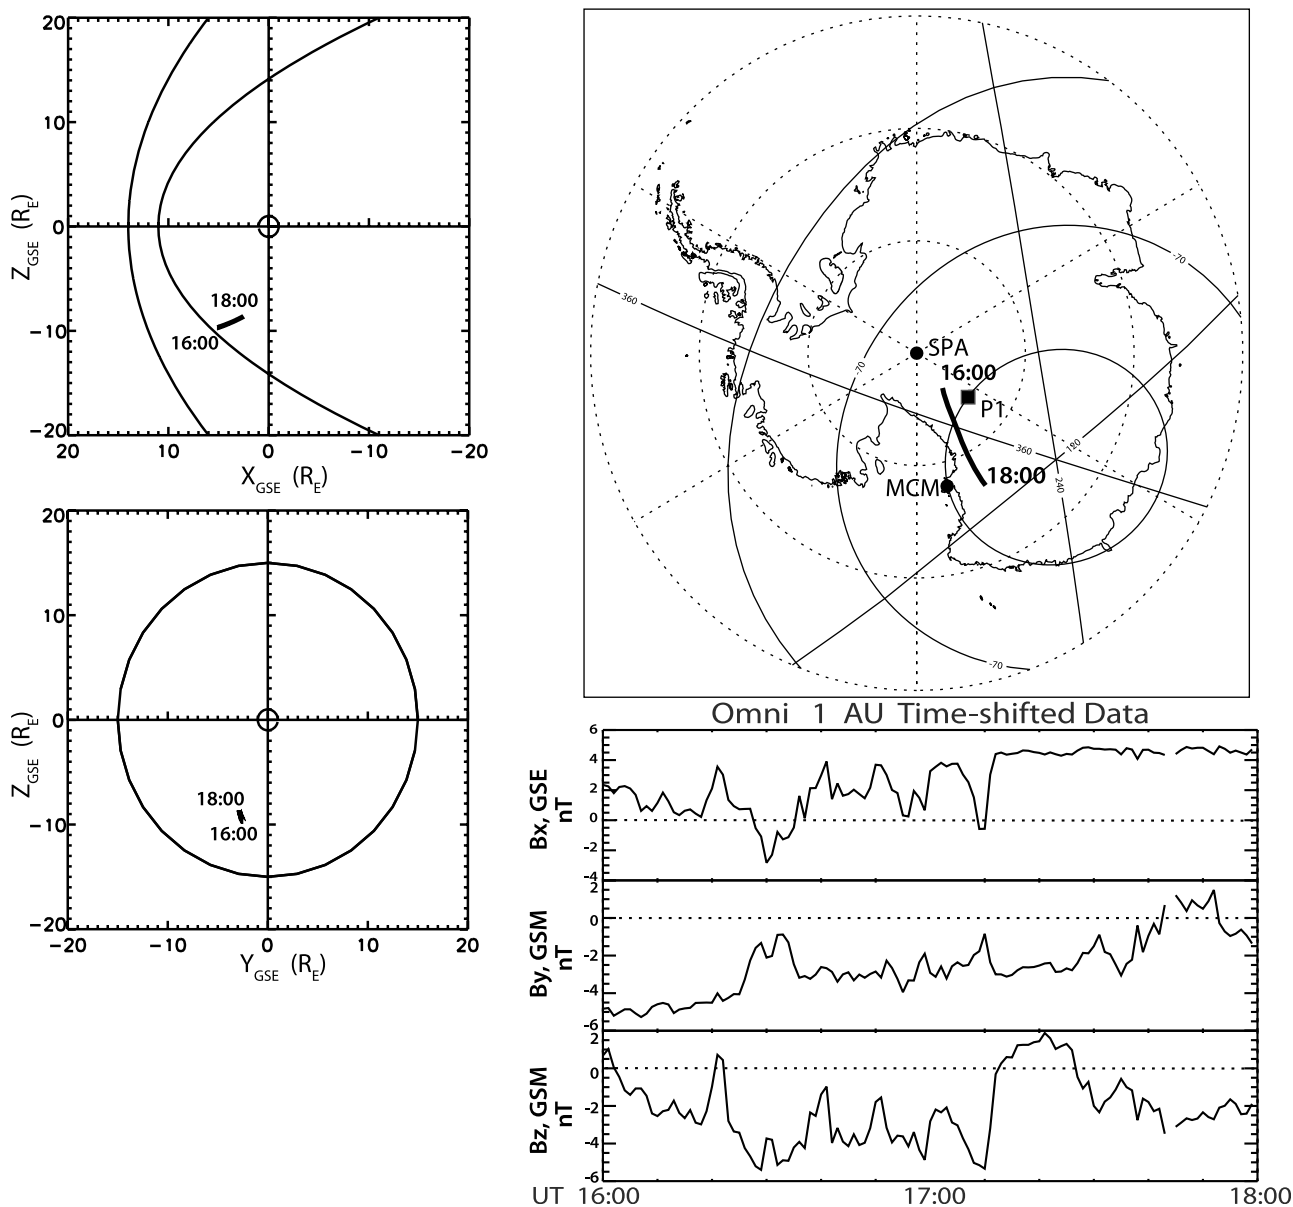 20
10
0
−10
−20
Z_GSE (R_E)
18:00
16:00
20 10 0 −10 −20
X_GSE (R_E)
20
10
0
−10
−20
Z_GSE (R_E)
18:00
16:00
−20 −10 0 10 20
Y_GSE (R_E)
-70
360
SPA
-70
16:00
P1
360
180
18:00
MCM
240
-70
Omni 1 AU Time-shifted Data
6
4
2
0
-2
-4
Bx, GSE
nT
2
0
-2
-4
-6
By, GSM
nT
2
0
-2
-4
-6
Bz, GSM
nT
UT 16:00 17:00 18:00